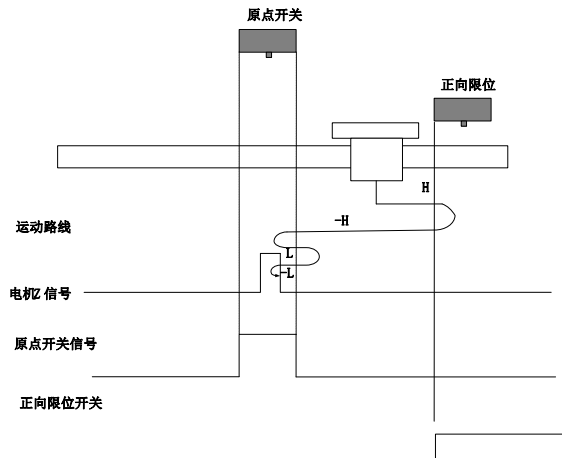 原点开关
正向限位
H
-H
运动路线
L
-L
电机Z 信号
原点开关信号
正向限位开关